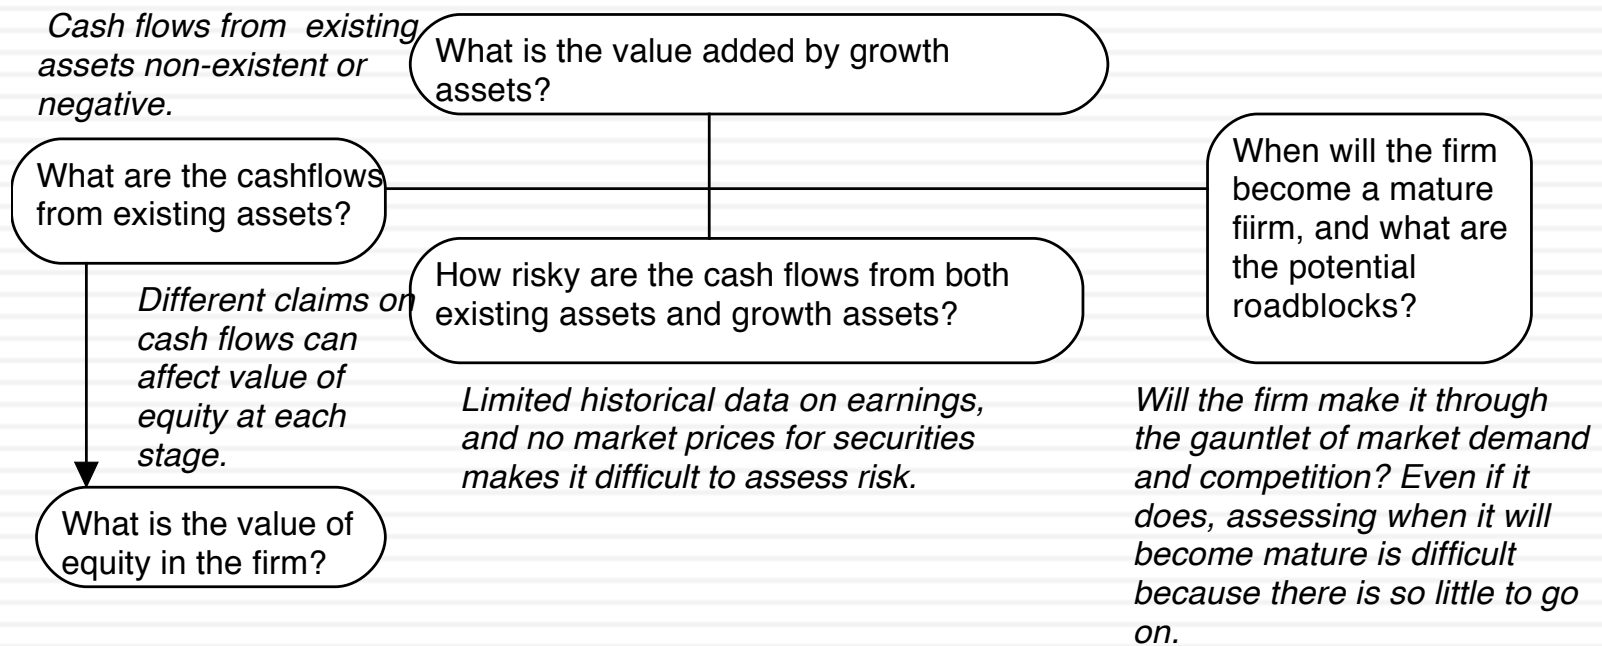 Cash flows from  existing
assets non-existent or
negative.
What is the value added by growth
assets?
What are the cashflows
from existing assets?
When will the firm
become a mature
fiirm, and what are
the potential
roadblocks?
How risky are the cash flows from both
existing assets and growth assets?
Different claims on
cash flows can
affect value of
equity at each
stage.
Limited historical data on earnings,
and no market prices for securities
makes it difficult to assess risk.
Will the firm make it through
the gauntlet of market demand
and competition? Even if it
does, assessing when it will
become mature is difficult
because there is so little to go
on.
What is the value of
equity in the firm?